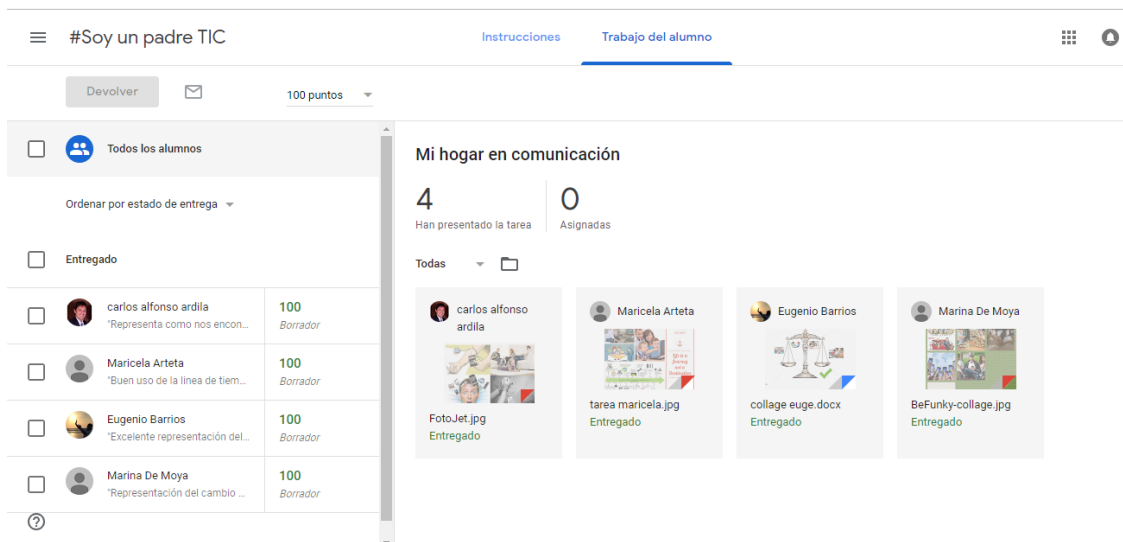 #Soy un padre TIC
Instrucciones
Trabajo del alumno
Devolver
100 puntos
Todos los alumnos
Ordenar por estado de entrega
Entregado
carlos alfonso ardila
"Representa como nos encon...
100
Borrador
Maricela Arteta
"Buen uso de la linea de tiem...
100
Borrador
Eugenio Barrios
"Excelente representación del...
100
Borrador
Marina De Moya
"Representación del cambio ...
100
Borrador
Mi hogar en comunicación
4
Han presentado la tarea
0
Asignadas
Todas
carlos alfonso
ardila
FotoJet.jpg
Entregado
Maricela Arteta
tarea maricela.jpg
Entregado
Eugenio Barrios
collage euge.docx
Entregado
Marina De Moya
BeFunky-collage.jpg
Entregado